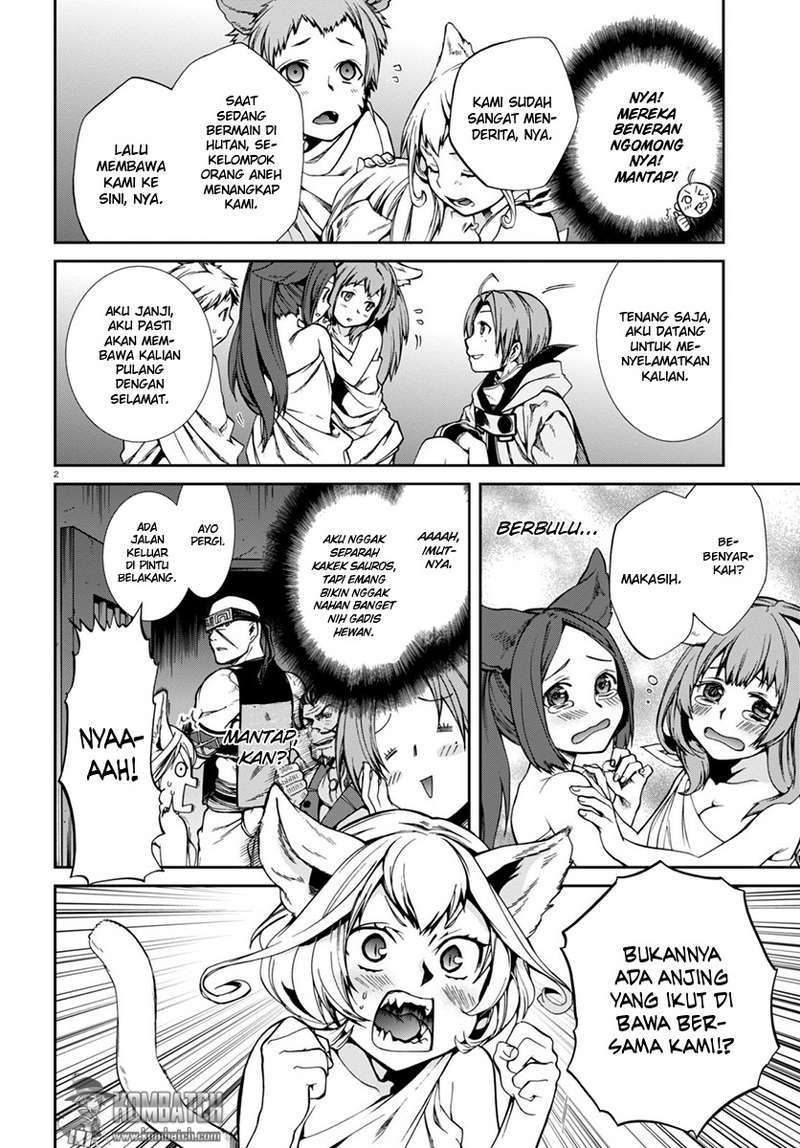 NYA!
MEREKA
BENERAN
NGOMONG
NYA!
MANTAP!
KAMI SUDAH
SANGAT MEN-
DERITA, NYA.
SAAT
SEDANG
BERMAIN DI
HUTAN, SE-
KELOMPOK
ORANG ANEH
MENANGKAP
KAMI.
LALU
MEMBAWA
KAMI KE
SINI, NYA.
TENANG SAJA,
AKU DATANG
UNTUK ME-
NYELAMATKAN
KALIAN.
AKU JANJI,
AKU PASTI
AKAN MEM-
BAWA KALIAN
PULANG
DENGAN
SELAMAT.
2
BE-
BENYAR-
KAH?
MAKASIH.
BERBULU...
AAAAH,
IMUT-
NYA.
AKU NGGAK
SEPARAH
KAKEK SAUROS,
TAPI EMANG
BIKIN NGGAK
NAHAN BANGET
NIH GADIS
HEWAN.
MANTAP,
KAN?
AYO
PERGI.
ADA
JALAN
KELUAR
DI PINTU
BELAKANG.
NYAA-
AAH!
BUKANNYA
ADA ANJING
YANG IKUT DI
BAWA BER-
SAMA KAMI!?
KOMBATCH
www.kombatch.com